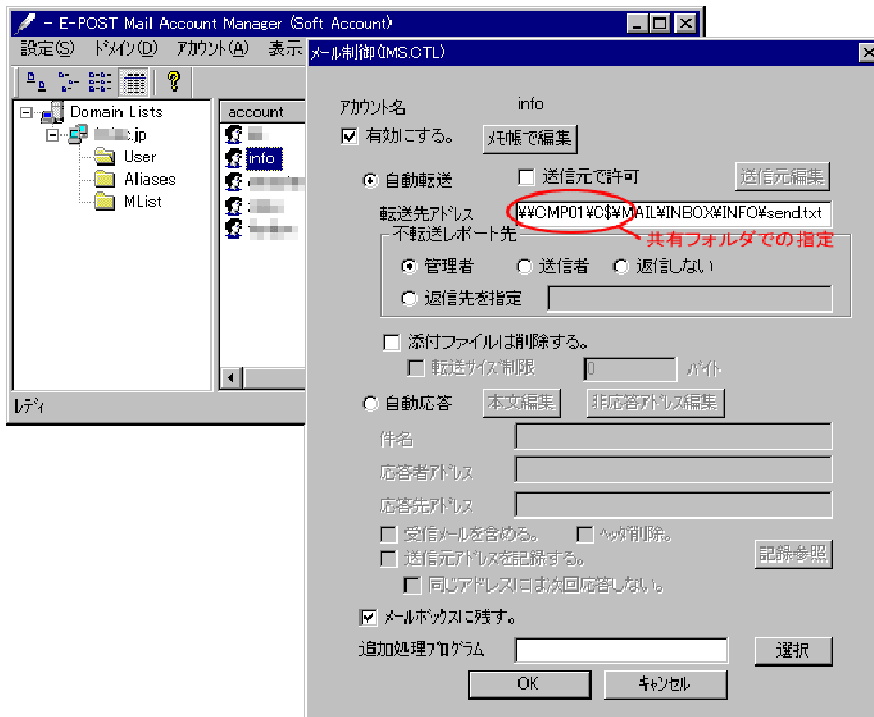 - E-POST Mail Account Manager (Soft Account)
設定(S) ドメイン(D) アカウント(A) 表示
Domain Lists
.jp
User
Aliases
MList
account
info
レディ
メール制御(IMS.CTL)
アカウント名 info
有効にする。 メモ帳で編集
自動転送 送信元で許可 送信元編集
転送先アドレス ¥¥CMP01¥C$¥MAIL¥INBOX¥INFO¥send.txt
共有フォルダでの指定
不転送レポート先
管理者 送信者 返信しない
返信先を指定
添付ファイルは削除する。
転送サイズ制限 0 バイト
自動応答 本文編集 非応答アドレス編集
件名
応答者アドレス
応答先アドレス
受信メールを含める。 ヘッダ削除。
送信元アドレスを記録する。 記録参照
同じアドレスには次回応答しない。
メールボックスに残す。
追加処理プログラム 選択
OK キャンセル